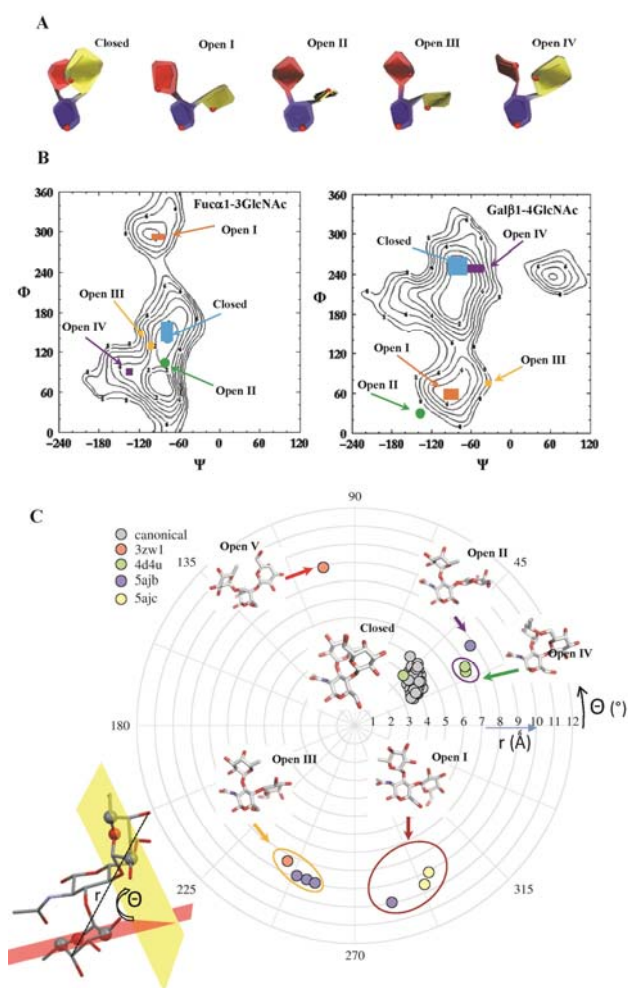 A
Closed
Open I
Open II
Open III
Open IV
B
Fucα1-3GlcNAc
Open I
Open III
Open IV
Closed
Open II
360
300
240
180
120
60
0
Φ
-240 -180 -120 -60 0 60 120
Ψ
Galβ1-4GlcNAc
Closed
Open IV
Open I
Open III
Open II
360
300
240
180
120
60
0
Φ
-240 -180 -120 -60 0 60 120
Ψ
C
canonical
3zw1
4d4u
5ajb
5ajc
90
135
45
180
225
270
315
Open V
Open II
Closed
Open IV
1 2 3 4 5 6 7 8 9 10 11 12
Θ (°)
r (Å)
Open III
Open I
r
Θ